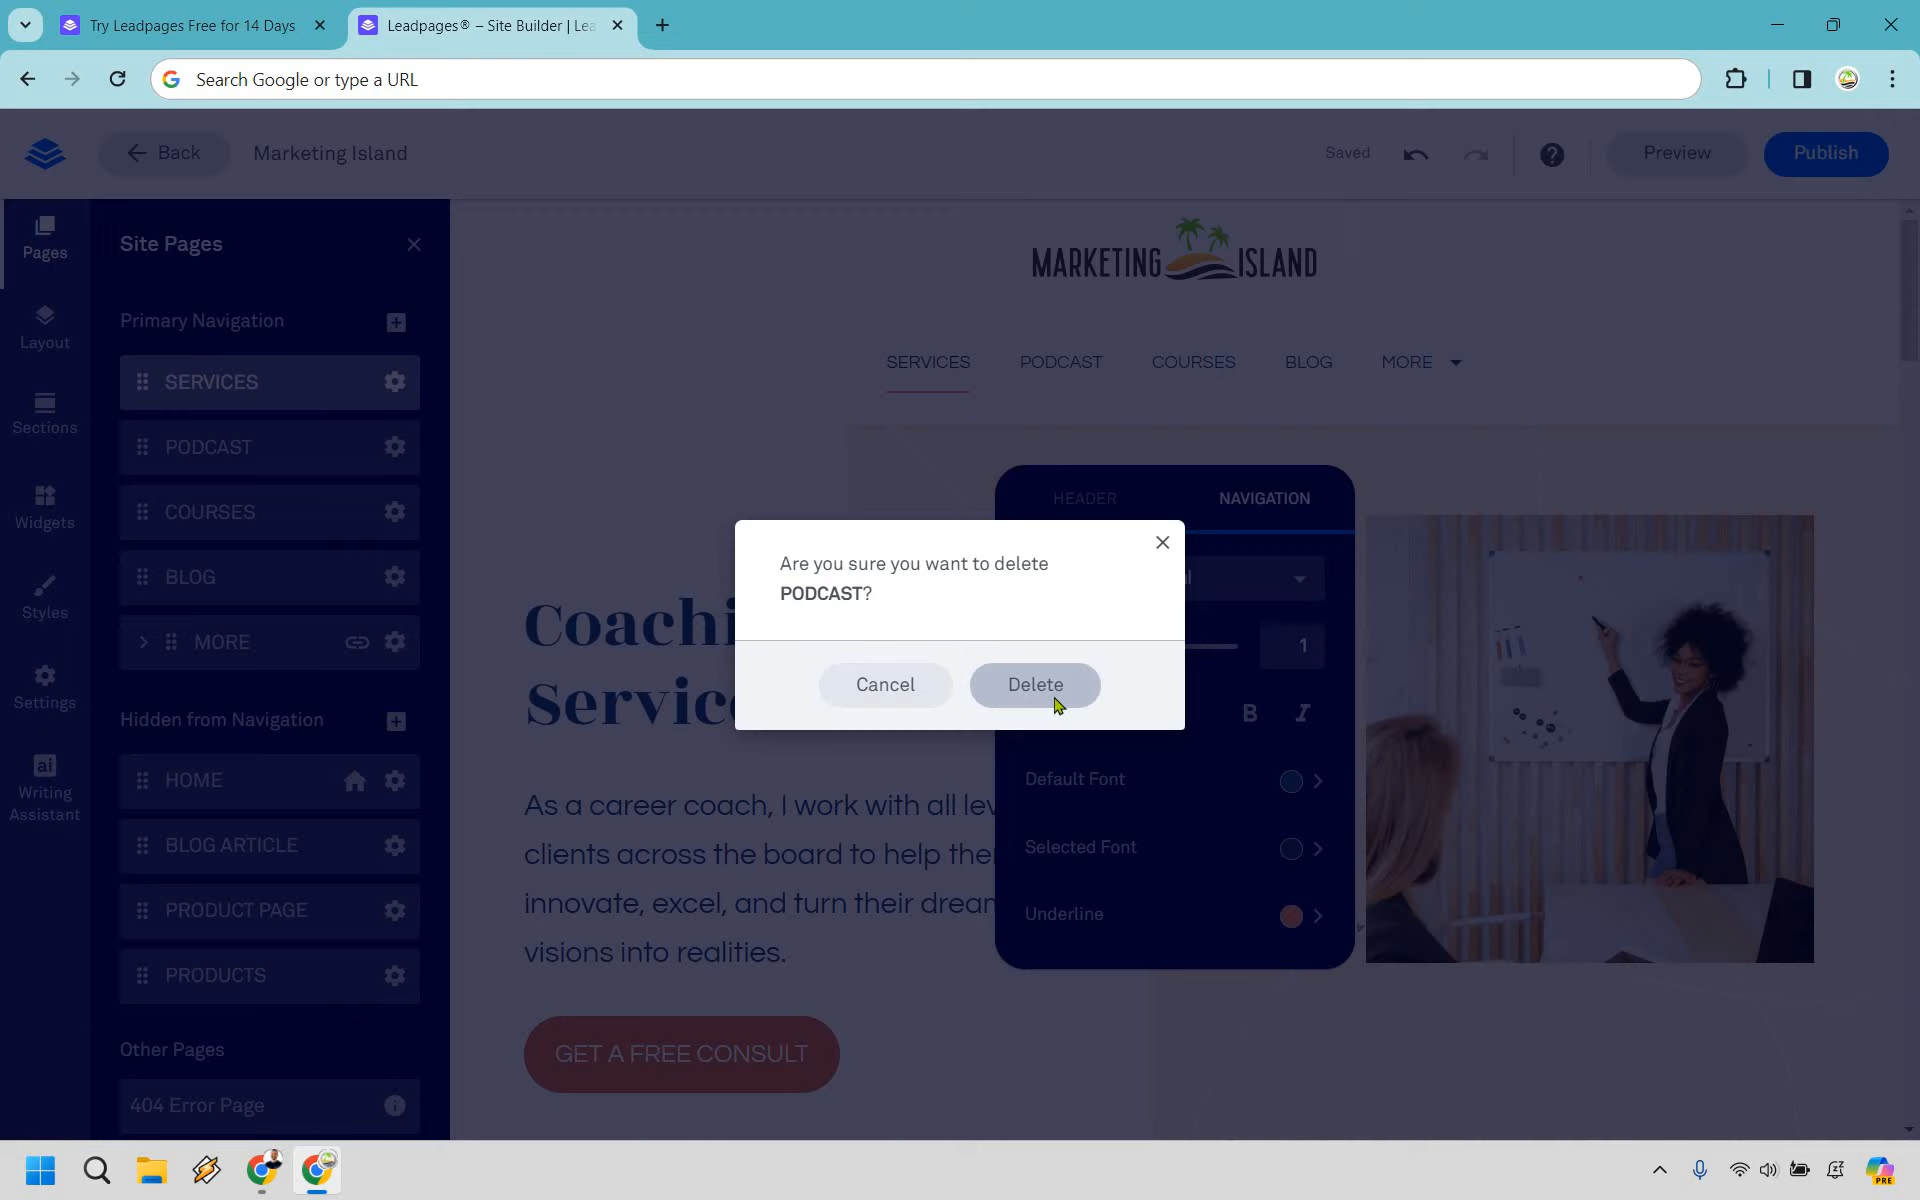 Try Leadpages Free for 14 Days
Leadpages® – Site Builder | Lea
Search Google or type a URL
Back
Marketing Island
Saved
Preview
Publish
Pages
Layout
Sections
Widgets
Styles
Settings
ai
Writing
Assistant
Site Pages
Primary Navigation
SERVICES
PODCAST
COURSES
BLOG
MORE
Hidden from Navigation
HOME
BLOG ARTICLE
PRODUCT PAGE
PRODUCTS
Other Pages
404 Error Page
MARKETING ISLAND
SERVICES PODCAST COURSES BLOG MORE
HEADER NAVIGATION
Are you sure you want to delete
PODCAST?
Cancel Delete
1
B I
Default Font
Selected Font
Underline
As a career coach, I work with all
clients across the board to help
innovate, excel, and turn their
visions into realities.
GET A FREE CONSULT
PRE